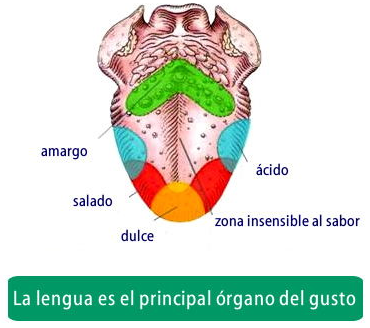 amargo
ácido
salado
zona insensible al sabor
dulce
La lengua es el principal órgano del gusto